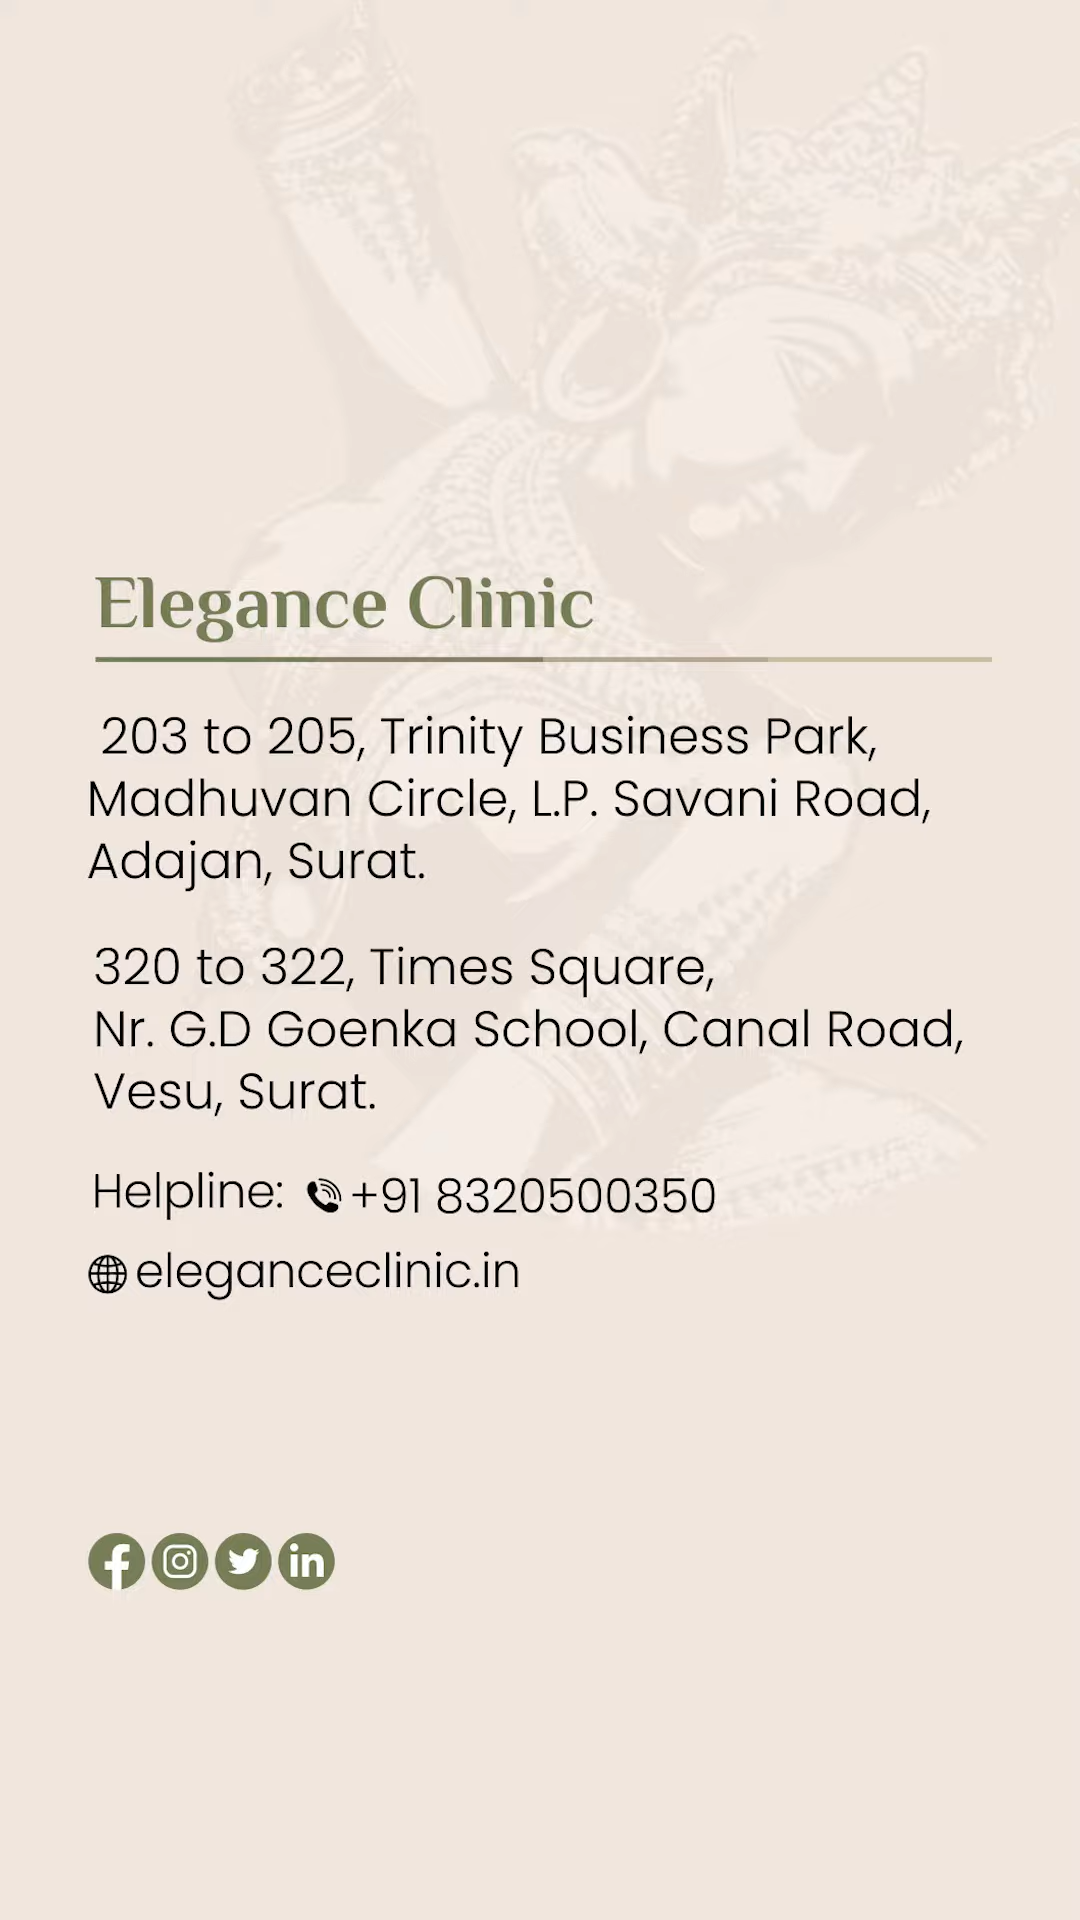 Elegance Clinic
203 to 205, Trinity Business Park,
Madhuvan Circle, L.P. Savani Road,
Adajan, Surat.
320 to 322, Times Square,
Nr. G.D Goenka School, Canal Road,
Vesu, Surat.
Helpline: +91 8320500350
eleganceclinic.in